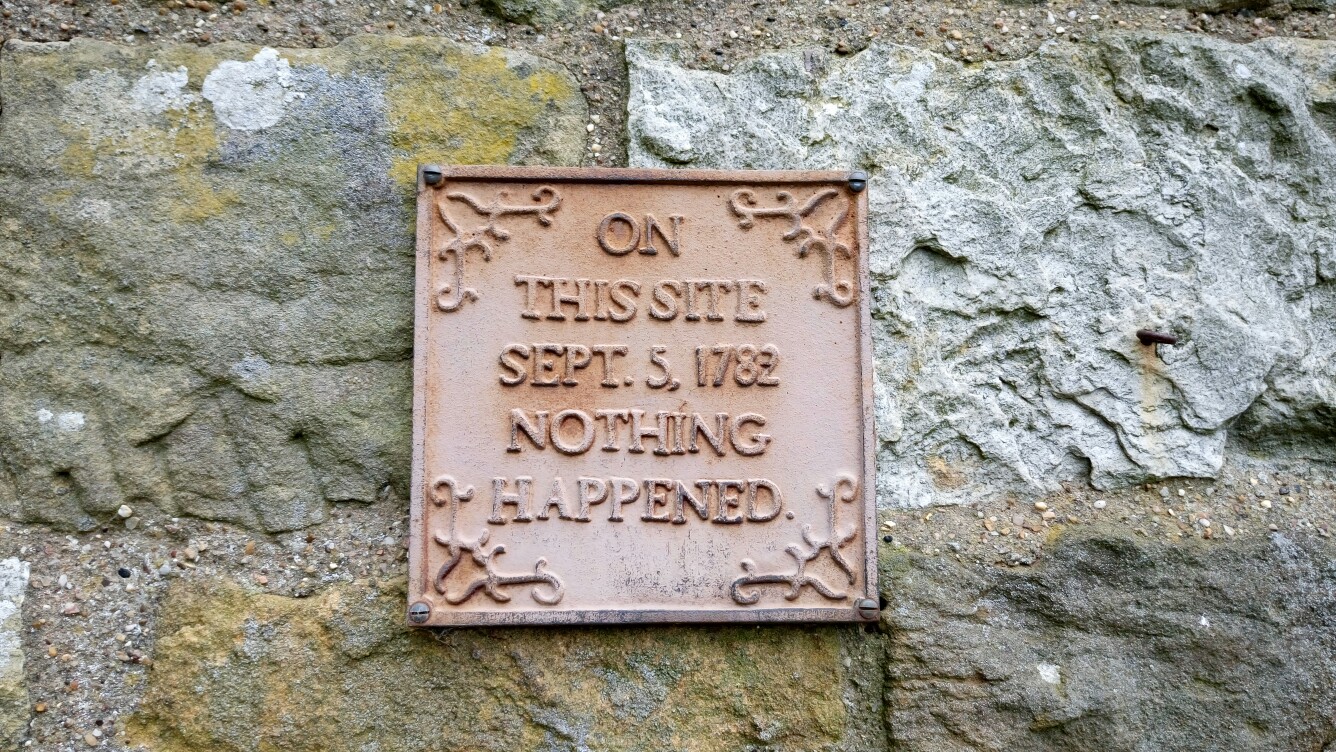 ON
THIS SITE
SEPT. 5, 1782
NOTHING
HAPPENED.